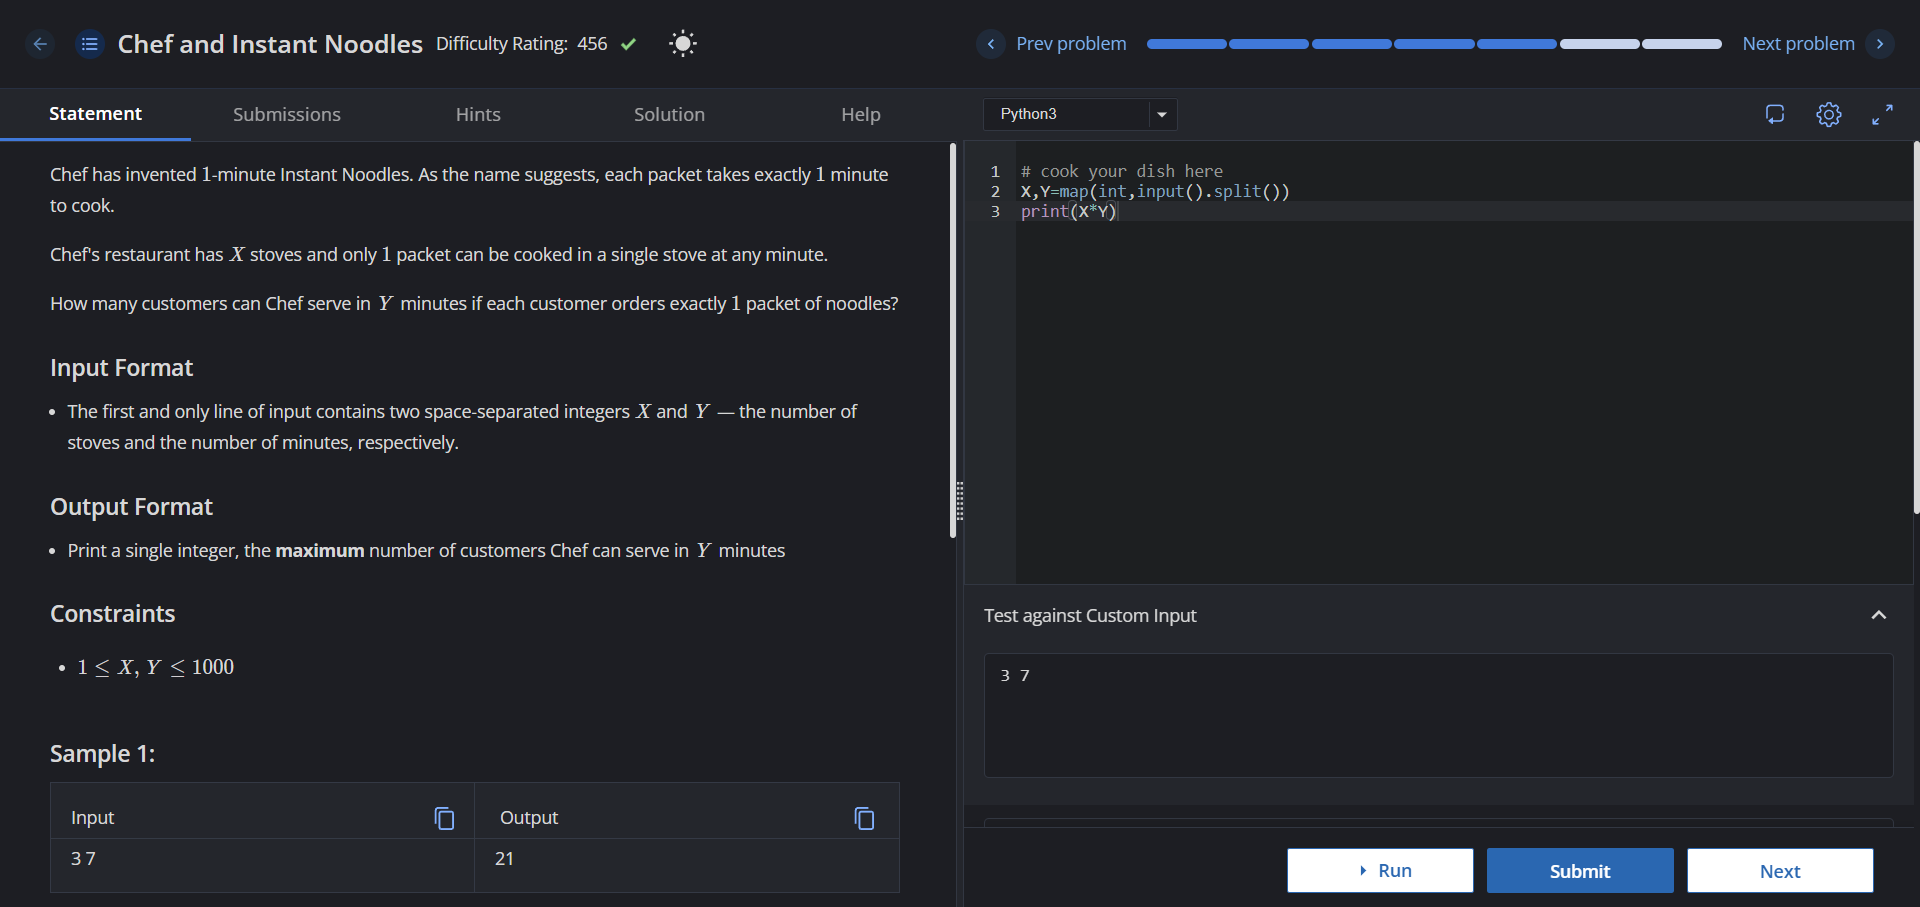 Chef and Instant Noodles Difficulty Rating: 456
Prev problem Next problem
Statement Submissions Hints Solution Help
Chef has invented 1-minute Instant Noodles. As the name suggests, each packet takes exactly 1 minute
to cook.
Chef's restaurant has X stoves and only 1 packet can be cooked in a single stove at any minute.
How many customers can Chef serve in Y minutes if each customer orders exactly 1 packet of noodles?
Input Format
• The first and only line of input contains two space-separated integers X and Y — the number of
stoves and the number of minutes, respectively.
Output Format
• Print a single integer, the maximum number of customers Chef can serve in Y minutes
Constraints
• 1 ≤ X, Y ≤ 1000
Sample 1:
Input Output
3 7 21
Python3
1 # cook your dish here
2 X,Y=map(int,input().split())
3 print(X*Y)
Test against Custom Input
3 7
Run Submit Next